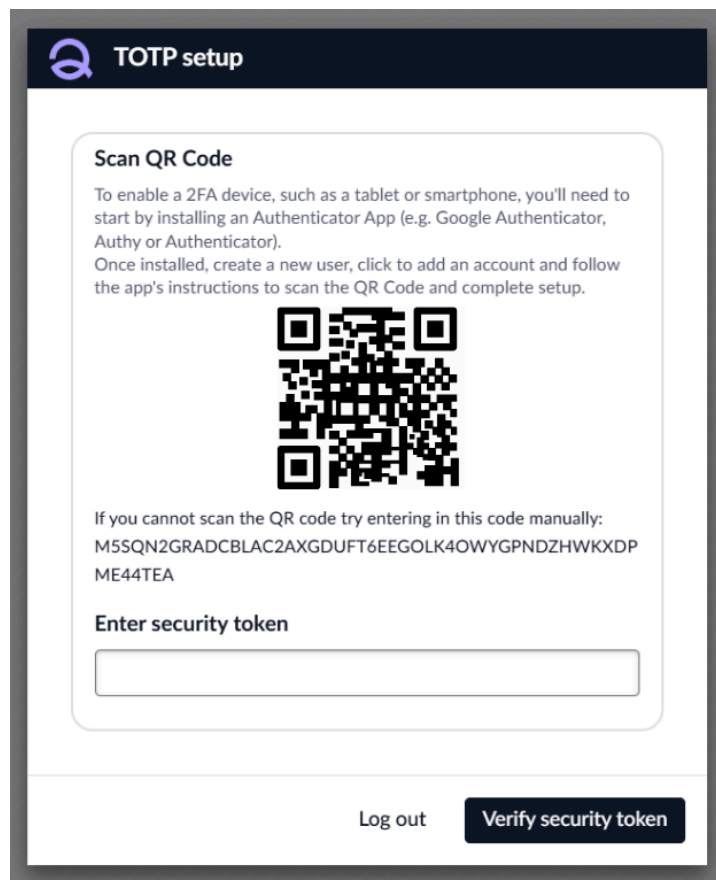 TOTP setup
Scan QR Code
To enable a 2FA device, such as a tablet or smartphone, you'll need to
start by installing an Authenticator App (e.g. Google Authenticator,
Authy or Authenticator).
Once installed, create a new user, click to add an account and follow
the app's instructions to scan the QR Code and complete setup.
If you cannot scan the QR code try entering in this code manually:
M5SQN2GRADCBLAC2AXGDUFT6EEGOLK4OWYGPNDZHWKXDP
ME44TEA
Enter security token
Log out
Verify security token